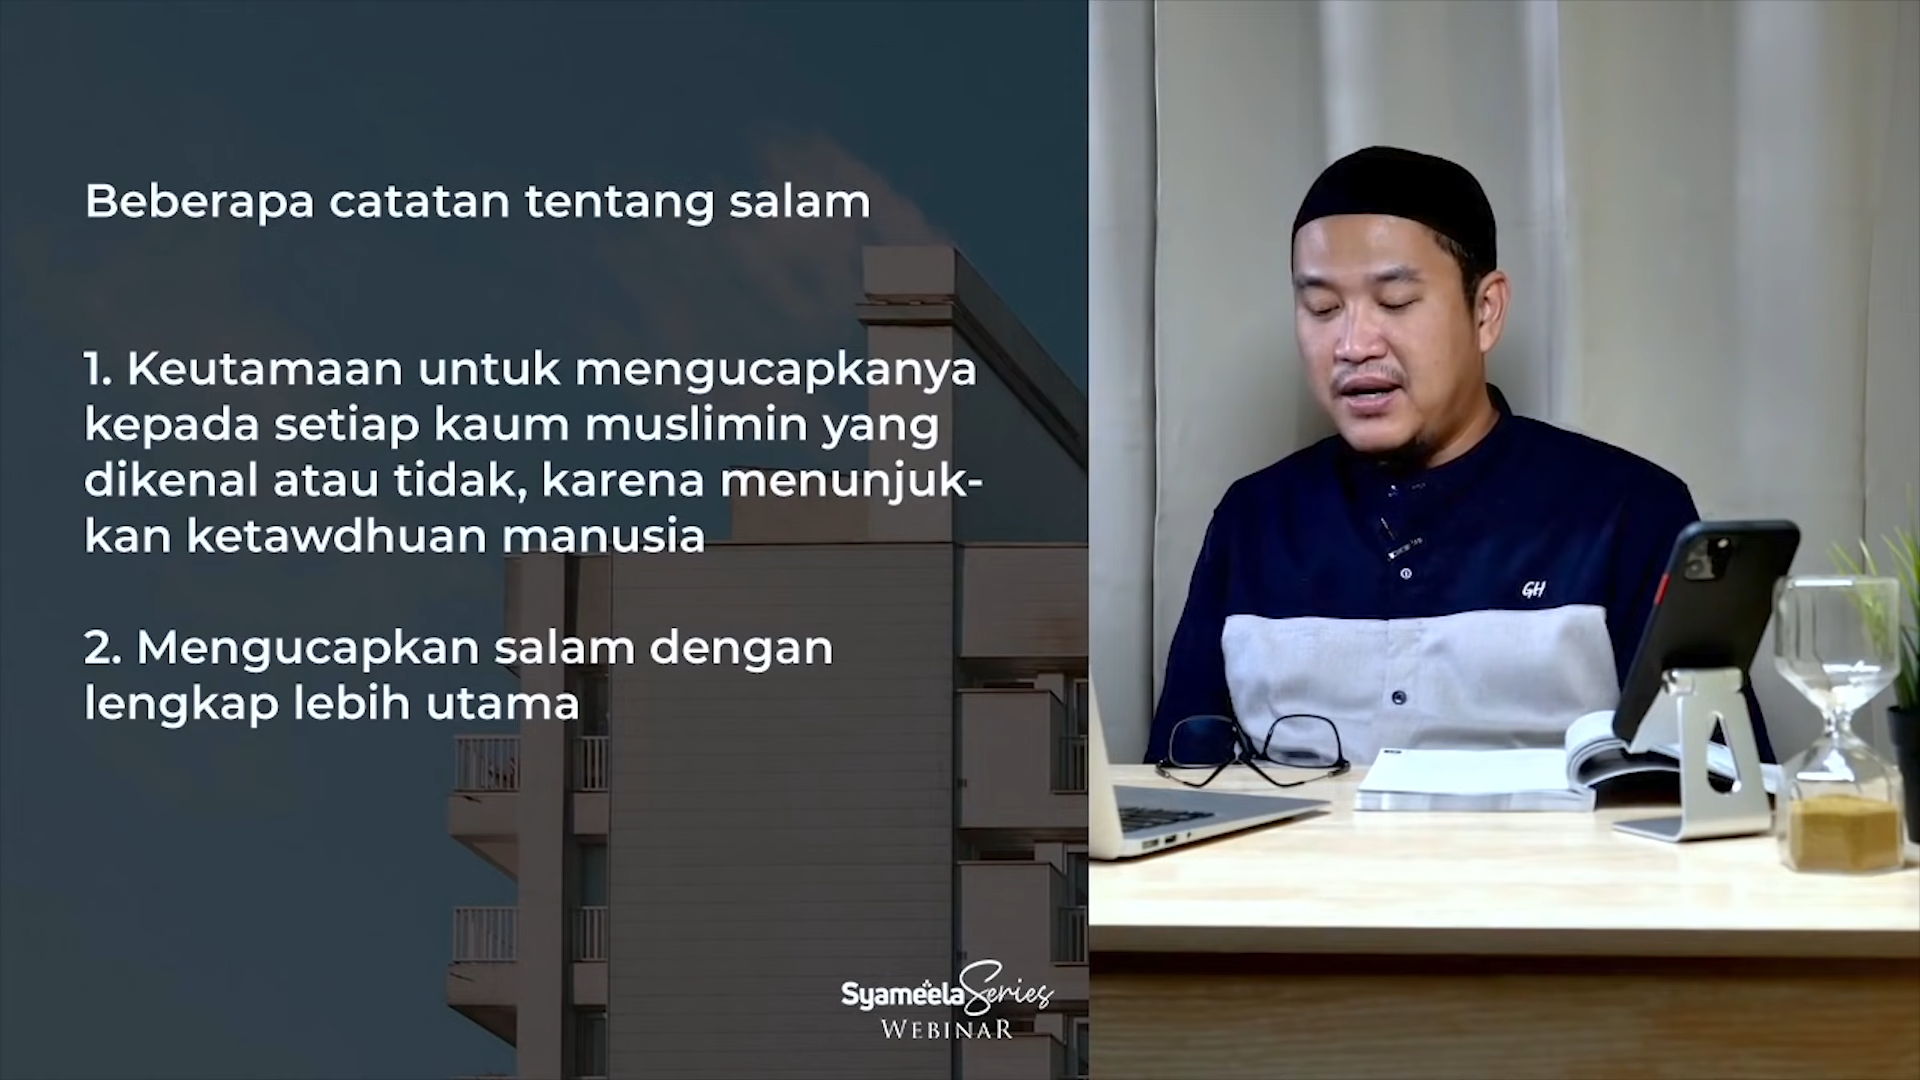 Beberapa catatan tentang salam
1. Keutamaan untuk mengucapkanya
kepada setiap kaum muslimin yang
dikenal atau tidak, karena menunjuk-
kan ketawdhuan manusia
2. Mengucapkan salam dengan
lengkap lebih utama
GH
Syameela Series
WEBINAR